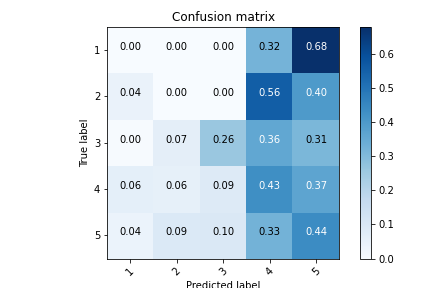 Confusion matrix
1 0.00 0.00 0.00 0.32 0.68
2 0.04 0.00 0.00 0.56 0.40
3 0.00 0.07 0.26 0.36 0.31
4 0.06 0.06 0.09 0.43 0.37
5 0.04 0.09 0.10 0.33 0.44
1 2 3 4 5
True label
Predicted label
0.6
0.5
0.4
0.3
0.2
0.1
0.0